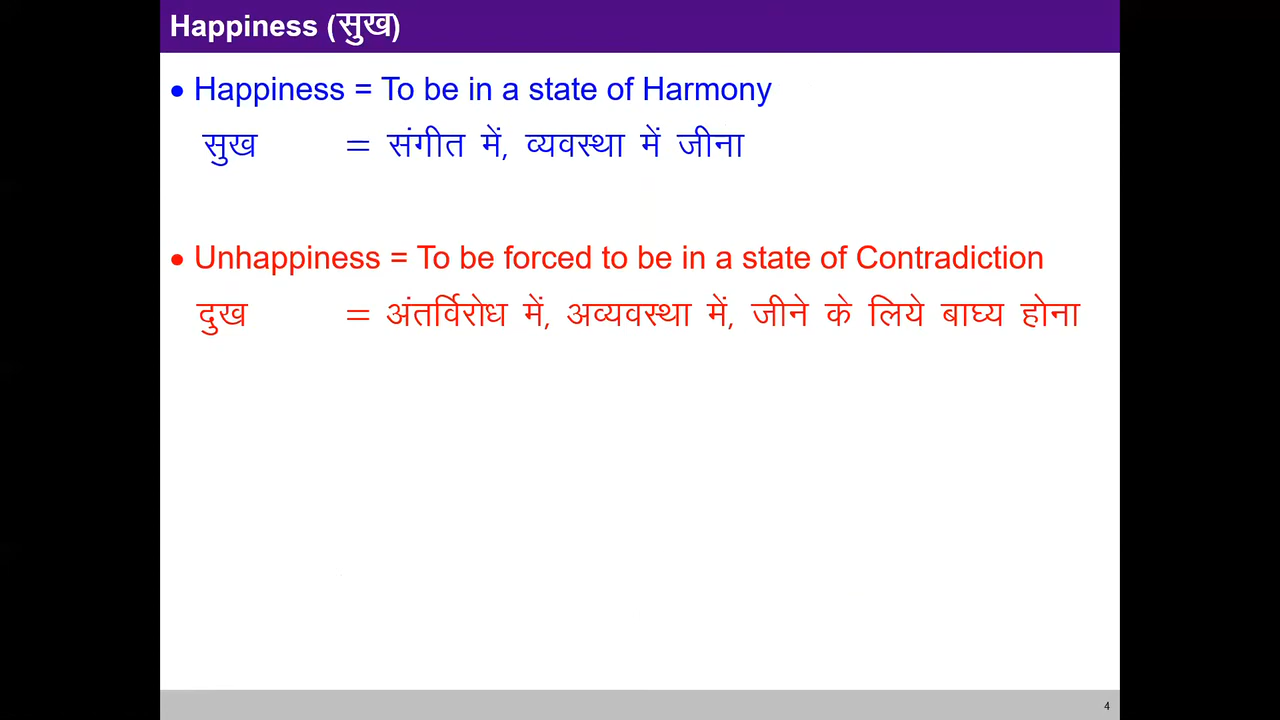 Happiness (सुख)
• Happiness = To be in a state of Harmony
सुख = संगीत में, व्यवस्था में जीना
• Unhappiness = To be forced to be in a state of Contradiction
दुख = अंतर्विरोध में, अव्यवस्था में, जीने के लिये बाघ्य होना
4